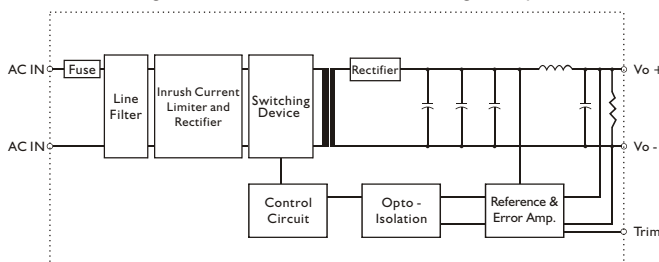 AC IN
Fuse
Line
Filter
Inrush Current
Limiter and
Rectifier
Switching
Device
Rectifier
Vo +
AC IN
Vo -
Control
Circuit
Opto -
Isolation
Reference &
Error Amp.
Trim